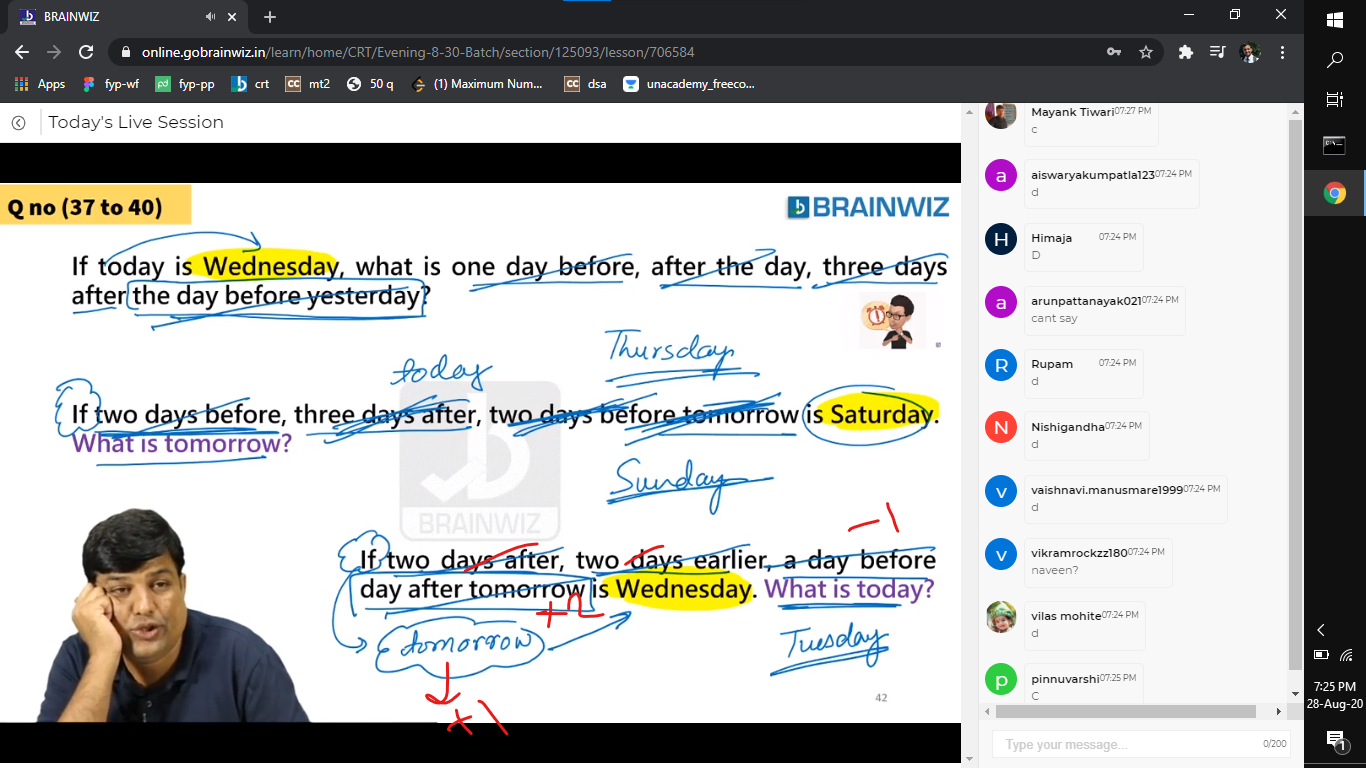 BRAINWIZ
online.gobrainwiz.in/learn/home/CRT/Evening-8-30-Batch/section/125093/lesson/706584
Apps fyp-wf fyp-pp crt mt2 50 q (1) Maximum Num... dsa unacademy_freeco...
Today's Live Session
Q no (37 to 40)
BRAINWIZ
If today is Wednesday, what is one day before, after the day, three days
after the day before yesterday?
Thursday
today
If two days before, three days after, two days before tomorrow is Saturday.
What is tomorrow?
Sunday
BRAINWIZ
-1
If two days after, two days earlier, a day before
day after tomorrow is Wednesday. What is today?
+2
tomorrow
Tuesday
+1
42
Mayank Tiwari 07:27 PM
c
aiswaryakumpatla123 07:24 PM
d
Himaja 07:24 PM
D
arunpattanayak021 07:24 PM
cant say
Rupam 07:24 PM
d
Nishigandha 07:24 PM
d
vaishnavi.manusmare1999 07:24 PM
d
vikramrockzz180 07:24 PM
naveen?
vilas mohite 07:24 PM
d
pinnuvarshi 07:25 PM
C
Type your message... 0/200
7:25 PM
28-Aug-20
1